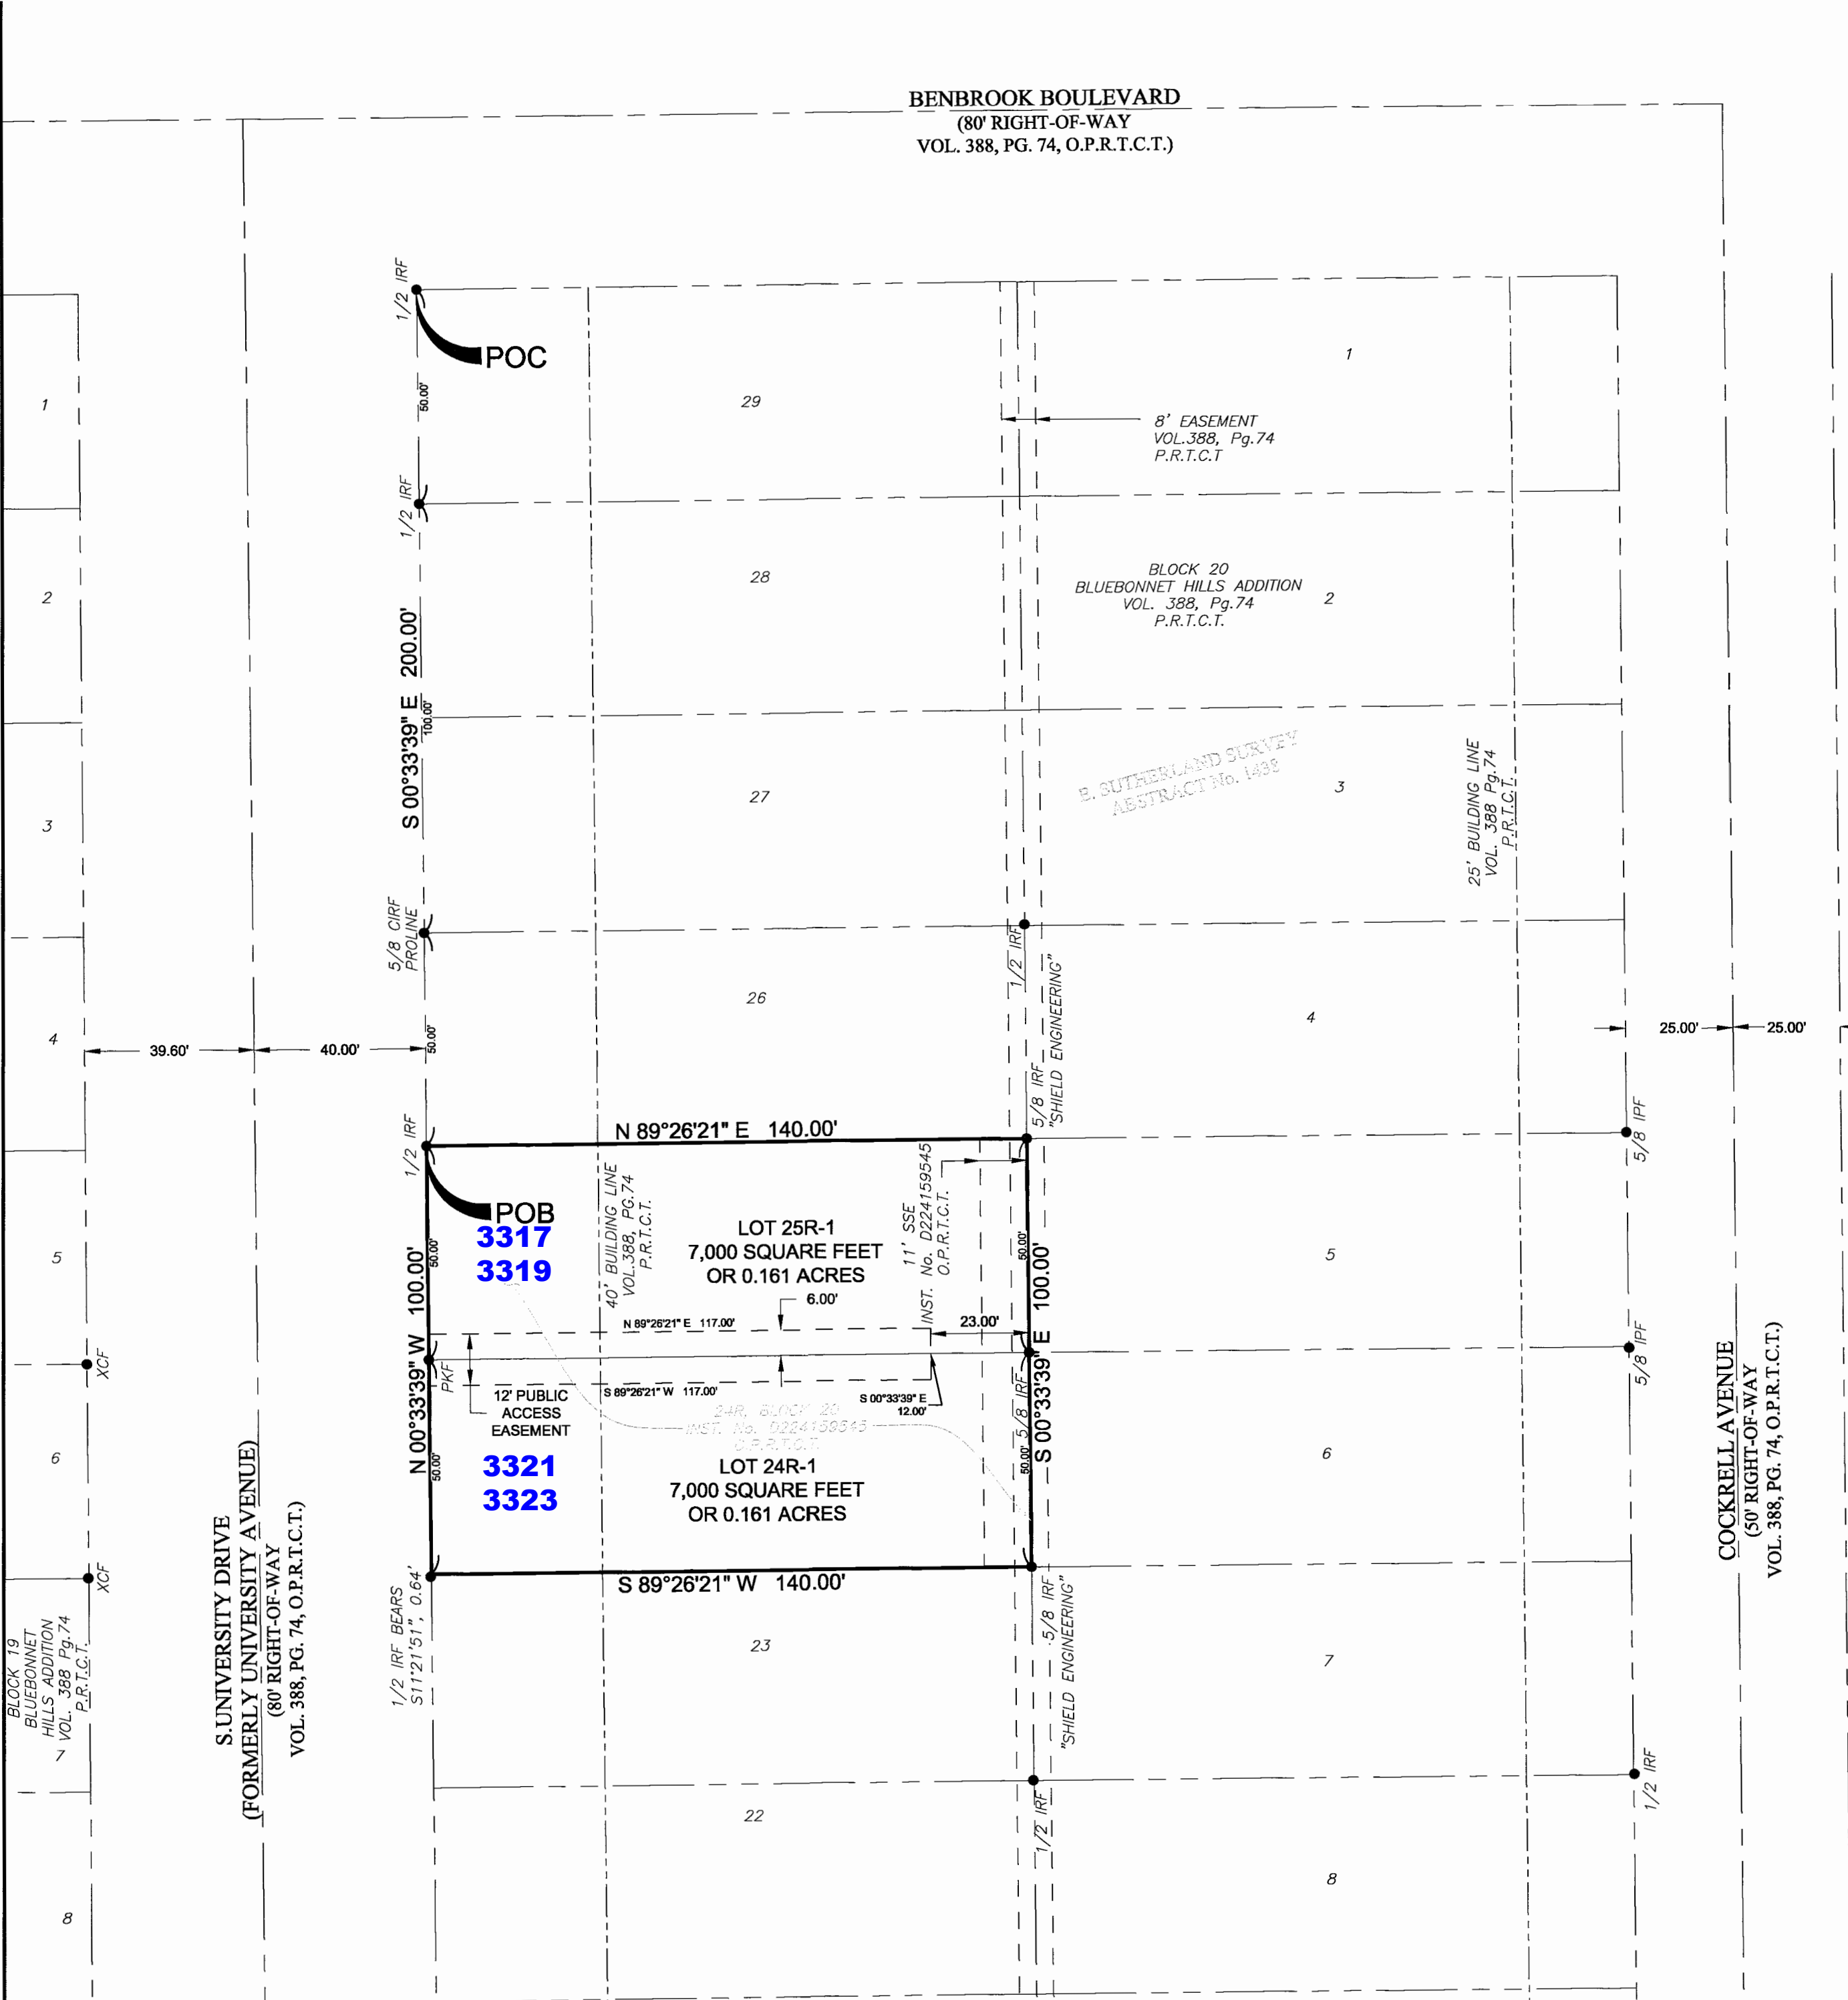 BENBROOK BOULEVARD
(80' RIGHT-OF-WAY
VOL. 388, PG. 74, O.P.R.T.C.T.)
1/2 IRF
POC
50.00'
29
1
1
8' EASEMENT
VOL.388, Pg.74
P.R.T.C.T
1/2 IRF
28
BLOCK 20
BLUEBONNET HILLS ADDITION
VOL. 388, Pg.74
P.R.T.C.T.
2
2
S 00°33'39" E 200.00'
100.00'
E. SUTHERLAND SURVEY
ABSTRACT No. 1438
27
3
3
25' BUILDING LINE
VOL. 388 Pg.74
P.R.T.C.T.
5/8 CIRF
PROLINE
1/2 IRF
26
4
4
39.60'
40.00'
50.00'
25.00'
25.00'
5/8 IRF
"SHIELD ENGINEERING"
5/8 IPF
1/2 IRF
N 89°26'21" E 140.00'
POB
3317
3319
40' BUILDING LINE
VOL.388, PG.74
P.R.T.C.T.
LOT 25R-1
7,000 SQUARE FEET
OR 0.161 ACRES
11' SSE
INST. No. D224159545
O.P.R.T.C.T.
50.00'
50.00'
5
5
6.00'
N 89°26'21" E 117.00'
23.00'
N 00°33'39" W 100.00'
S 00°33'39" E 100.00'
XCF
PKF
5/8 IRF
5/8 IPF
12' PUBLIC
ACCESS
EASEMENT
S 89°26'21" W 117.00'
S 00°33'39" E
12.00'
24R, BLOCK 20
INST. No. D224159545
O.P.R.T.C.T.
3321
3323
LOT 24R-1
7,000 SQUARE FEET
OR 0.161 ACRES
50.00'
50.00'
6
6
XCF
S 89°26'21" W 140.00'
1/2 IRF BEARS
S11°21'51", 0.64'
5/8 IRF
"SHIELD ENGINEERING"
S.UNIVERSITY DRIVE
(FORMERLY UNIVERSITY AVENUE)
(80' RIGHT-OF-WAY
VOL. 388, PG. 74, O.P.R.T.C.T.)
COCKRELL AVENUE
(50' RIGHT-OF-WAY
VOL. 388, PG. 74, O.P.R.T.C.T.)
BLOCK 19
BLUEBONNET
HILLS ADDITION
VOL. 388 Pg.74
P.R.T.C.T.
7
23
7
1/2 IRF
1/2 IRF
22
8
8